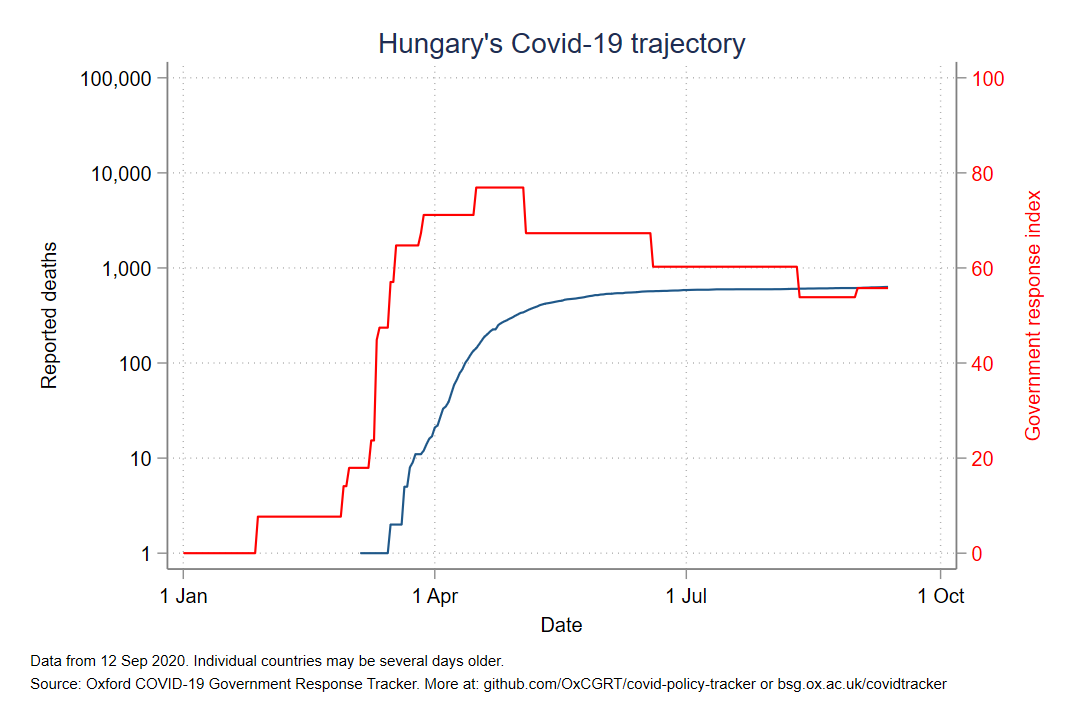 Hungary's Covid-19 trajectory
100,000
10,000
1,000
100
10
1
Reported deaths
100
80
60
40
20
0
Government response index
1 Jan
1 Apr
1 Jul
1 Oct
Date
Data from 12 Sep 2020. Individual countries may be several days older.
Source: Oxford COVID-19 Government Response Tracker. More at: github.com/OxCGRT/covid-policy-tracker or bsg.ox.ac.uk/covidtracker